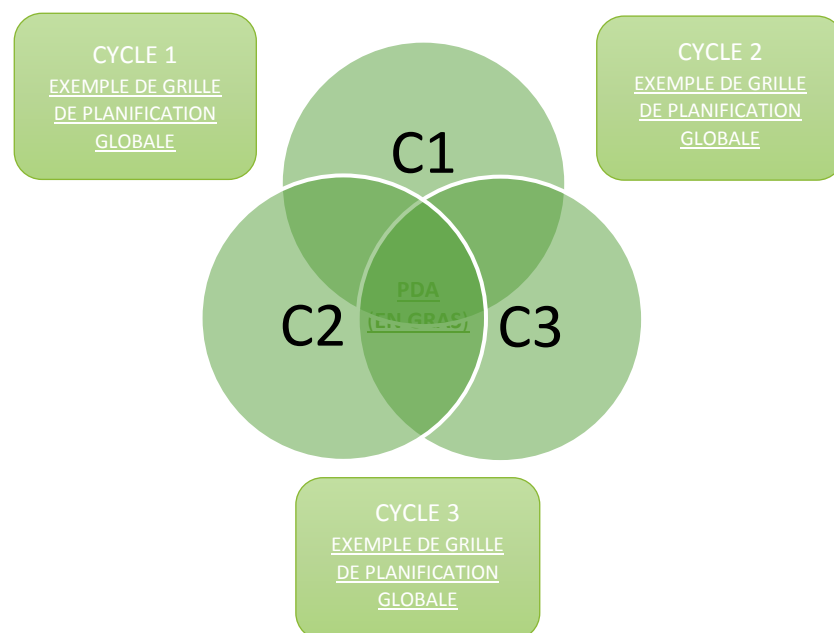 CYCLE 1
EXEMPLE DE GRILLE
DE PLANIFICATION
GLOBALE
CYCLE 2
EXEMPLE DE GRILLE
DE PLANIFICATION
GLOBALE
C1
PDA
(EN GRAS)
C2
C3
CYCLE 3
EXEMPLE DE GRILLE
DE PLANIFICATION
GLOBALE